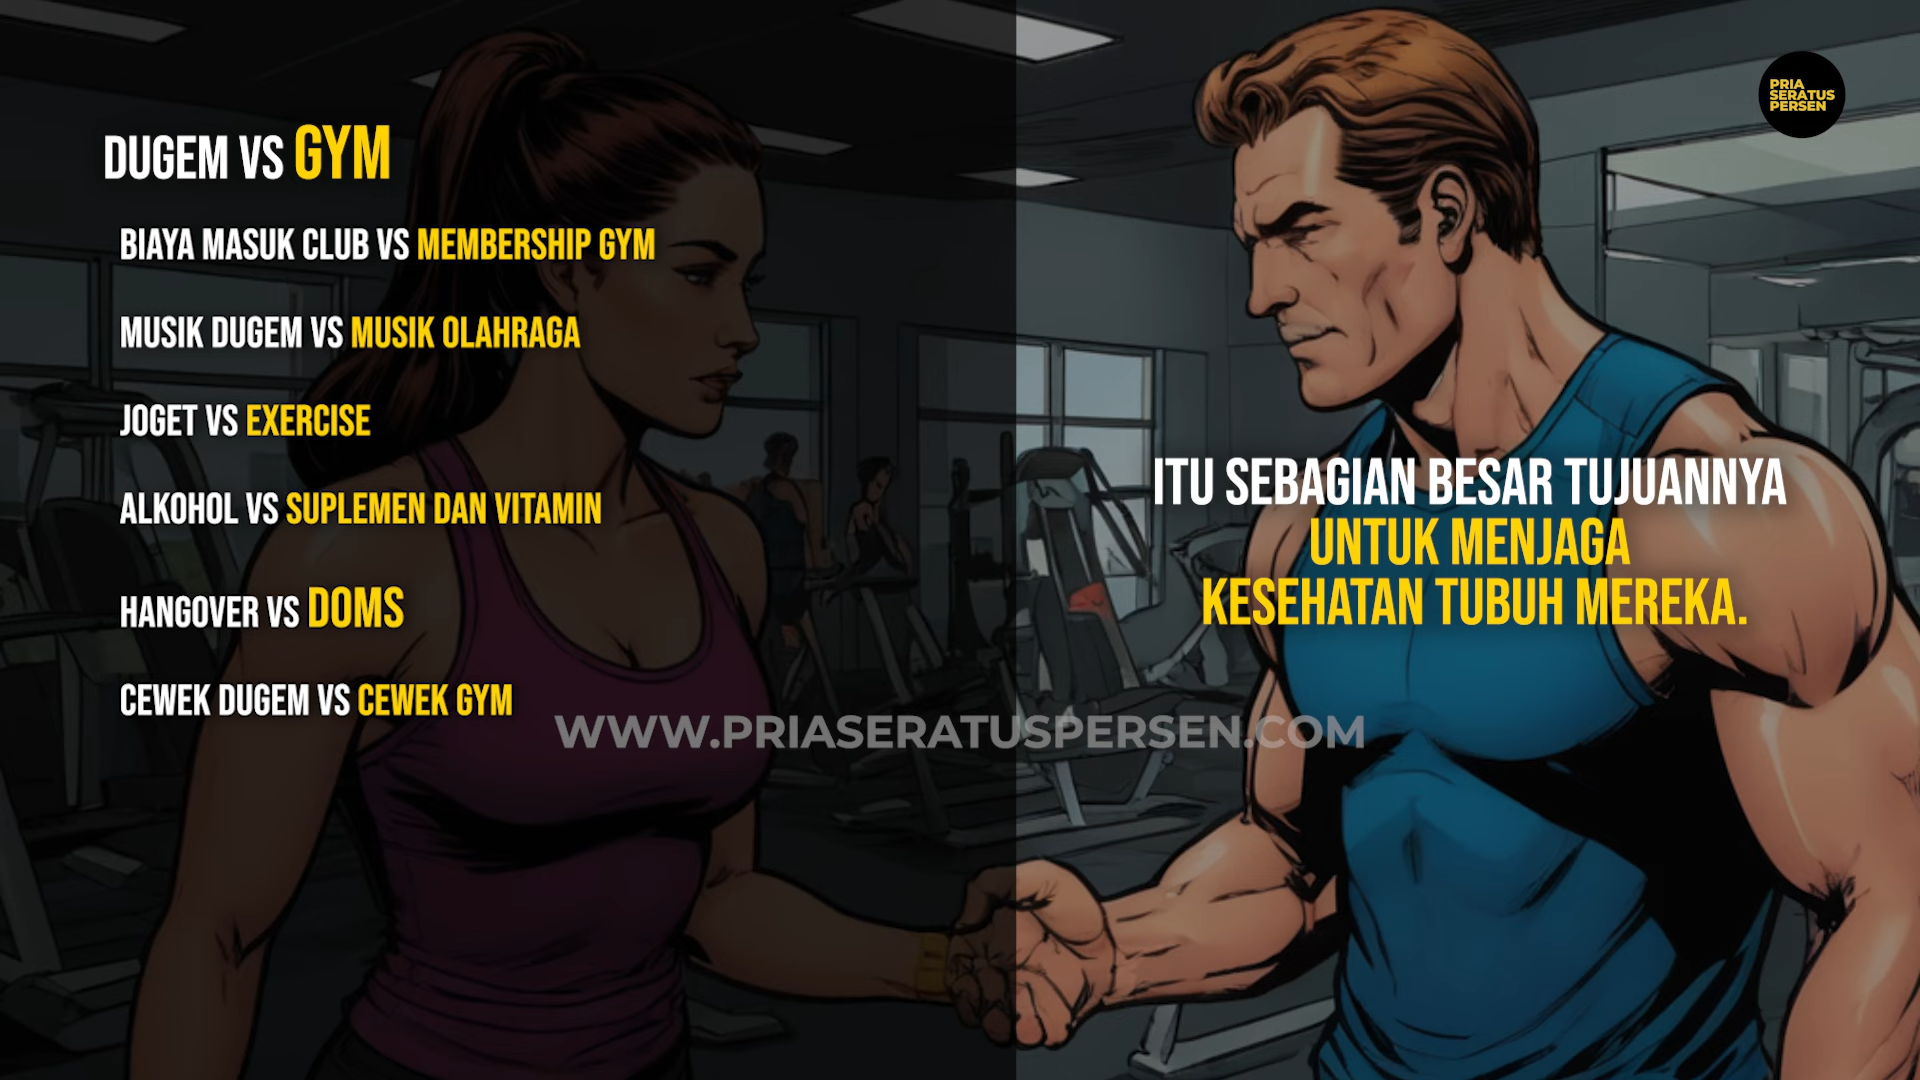 DUGEM VS GYM
BIAYA MASUK CLUB VS MEMBERSHIP GYM
MUSIK DUGEM VS MUSIK OLAHRAGA
JOGET VS EXERCISE
ALKOHOL VS SUPLEMEN DAN VITAMIN
HANGOVER VS DOMS
CEWEK DUGEM VS CEWEK GYM
PRIA
SERATUS
PERSEN
ITU SEBAGIAN BESAR TUJUANNYA
UNTUK MENJAGA
KESEHATAN TUBUH MEREKA.
WWW.PRIASERATUSPERSEN.COM